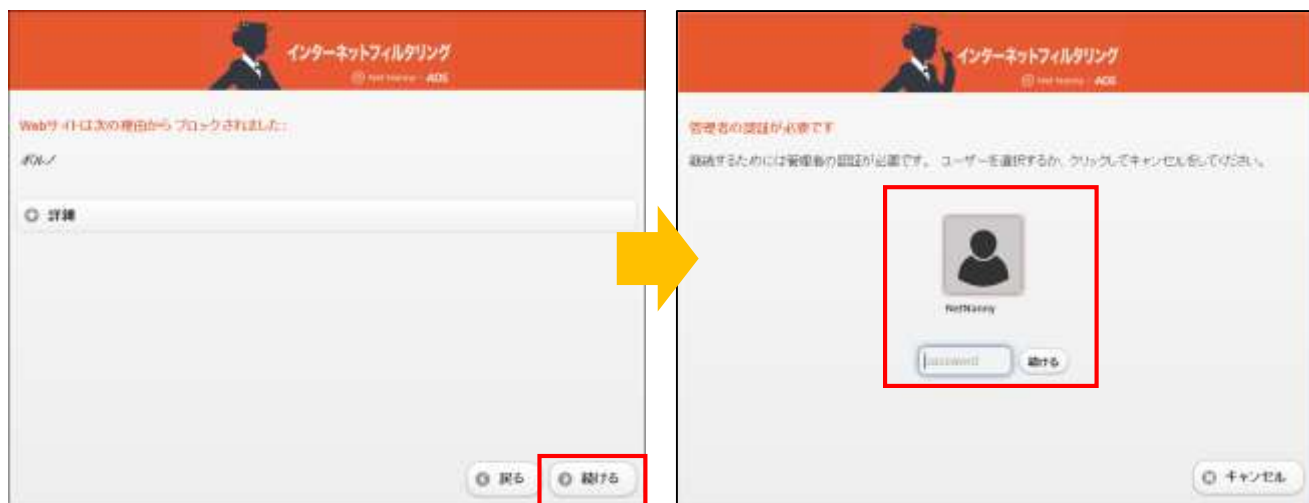 インターネットフィルタリング
Net Nanny AOS
Webサイトは次の理由からブロックされました:
ポルノ
詳細
戻る
続ける
インターネットフィルタリング
Net Nanny AOS
管理者の認証が必要です
継続するためには管理者の認証が必要です。 ユーザーを選択するか、クリックしてキャンセルをしてください。
NetNanny
password
続ける
キャンセル